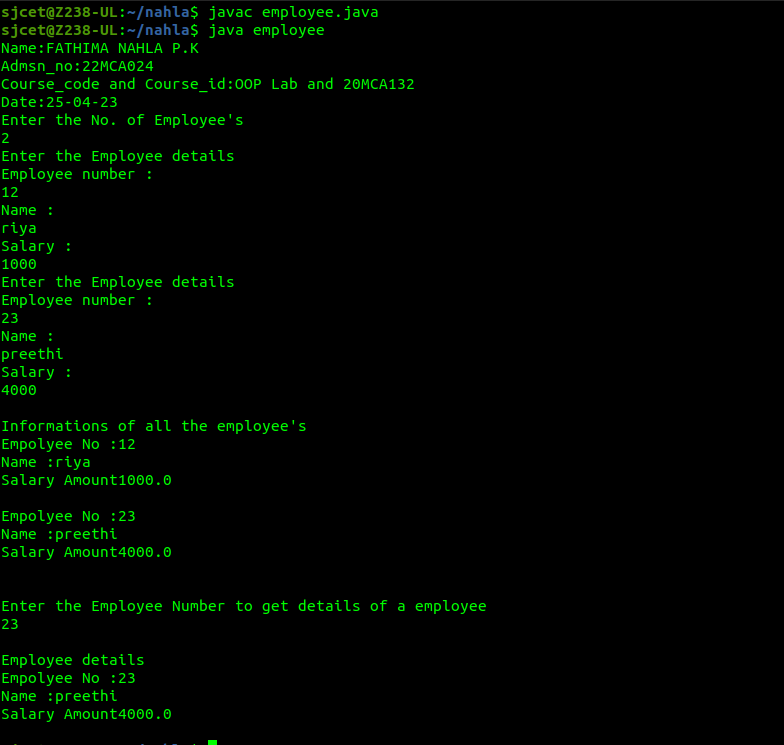 sjcet@Z238-UL:~/nahla$ javac employee.java
sjcet@Z238-UL:~/nahla$ java employee
Name:FATHIMA NAHLA P.K
Admsn_no:22MCA024
Course_code and Course_id:OOP Lab and 20MCA132
Date:25-04-23
Enter the No. of Employee's
2
Enter the Employee details
Employee number :
12
Name :
riya
Salary :
1000
Enter the Employee details
Employee number :
23
Name :
preethi
Salary :
4000
Informations of all the employee's
Empolyee No :12
Name :riya
Salary Amount1000.0
Empolyee No :23
Name :preethi
Salary Amount4000.0
Enter the Employee Number to get details of a employee
23
Employee details
Empolyee No :23
Name :preethi
Salary Amount4000.0